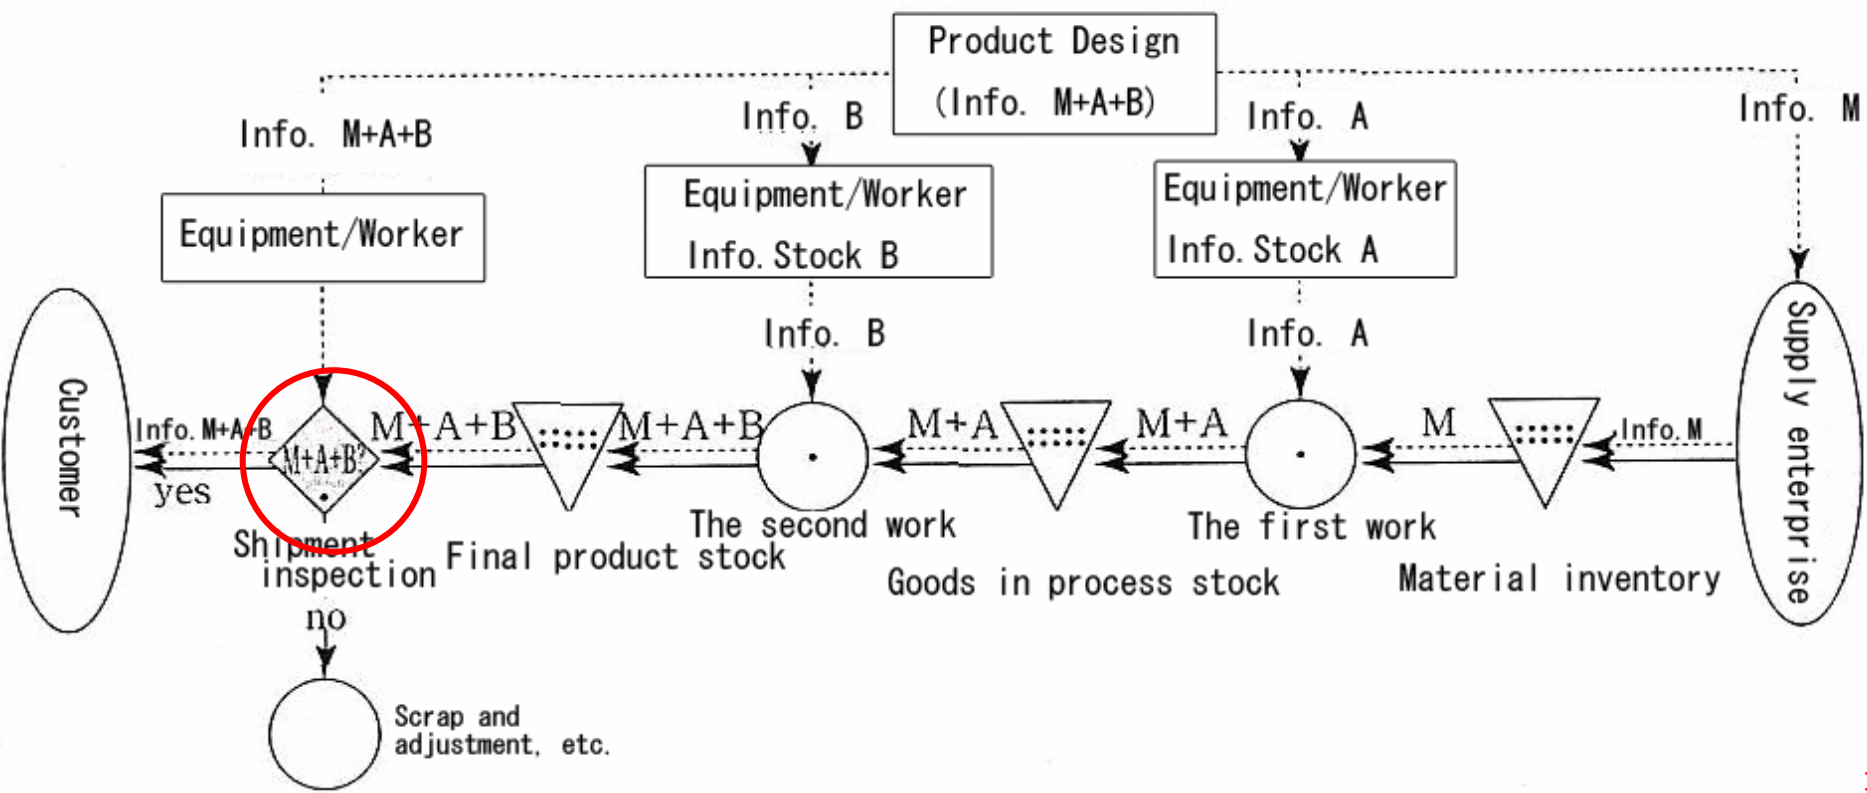 Product Design
(Info. M+A+B)
Info. M+A+B
Info. B
Info. A
Info. M
Equipment/Worker
Equipment/Worker
Info.Stock B
Equipment/Worker
Info.Stock A
Info. B
Info. A
Customer
Info.M+A+B
yes
M+A+B?
M+A+B
M+A+B
M+A
M+A
M
Info.M
Supply enterprise
Shipment
inspection
Final product stock
The second work
Goods in process stock
The first work
Material inventory
no
Scrap and
adjustment, etc.